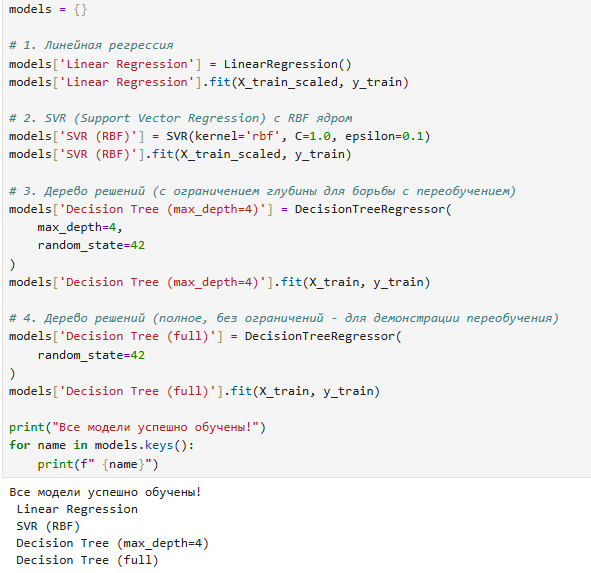 models = {}
# 1. Линейная регрессия
models['Linear Regression'] = LinearRegression()
models['Linear Regression'].fit(X_train_scaled, y_train)
# 2. SVR (Support Vector Regression) с RBF ядром
models['SVR (RBF)'] = SVR(kernel='rbf', C=1.0, epsilon=0.1)
models['SVR (RBF)'].fit(X_train_scaled, y_train)
# 3. Дерево решений (с ограничением глубины для борьбы с переобучением)
models['Decision Tree (max_depth=4)'] = DecisionTreeRegressor(
    max_depth=4,
    random_state=42
)
models['Decision Tree (max_depth=4)'].fit(X_train, y_train)
# 4. Дерево решений (полное, без ограничений - для демонстрации переобучения)
models['Decision Tree (full)'] = DecisionTreeRegressor(
    random_state=42
)
models['Decision Tree (full)'].fit(X_train, y_train)
print("Все модели успешно обучены!")
for name in models.keys():
    print(f" {name}")
Все модели успешно обучены!
 Linear Regression
 SVR (RBF)
 Decision Tree (max_depth=4)
 Decision Tree (full)